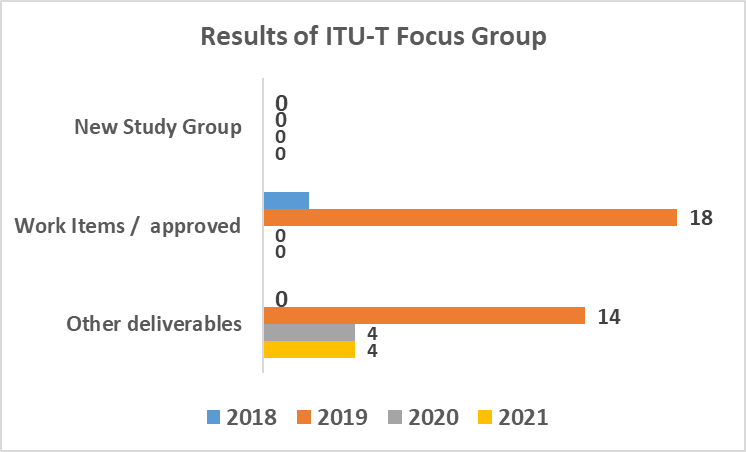 Results of ITU-T Focus Group
New Study Group
0
0
0
0
Work Items /  approved
18
0
0
Other deliverables
0
14
4
4
2018 2019 2020 2021